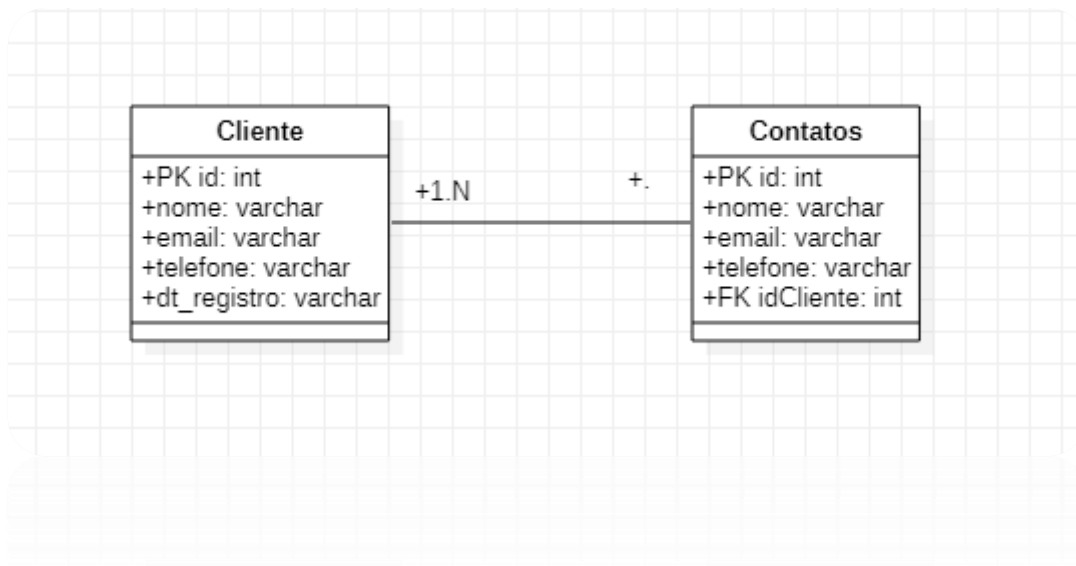 Cliente
+PK id: int
+nome: varchar
+email: varchar
+telefone: varchar
+dt_registro: varchar
+1.N
+.
Contatos
+PK id: int
+nome: varchar
+email: varchar
+telefone: varchar
+FK idCliente: int